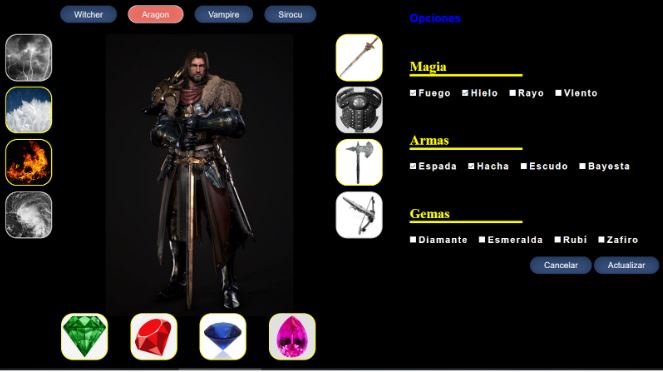 Witcher Aragon Vampire Sirocu
Opciones
Magia
Fuego Hielo Rayo Viento
Armas
Espada Hacha Escudo Bayesta
Gemas
Diamante Esmeralda Rubí Zafiro
Cancelar Actualizar